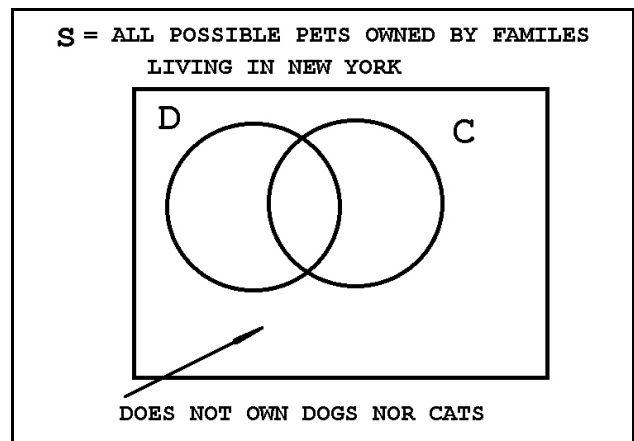 S = ALL POSSIBLE PETS OWNED BY FAMILES
LIVING IN NEW YORK
D
C
DOES NOT OWN DOGS NOR CATS